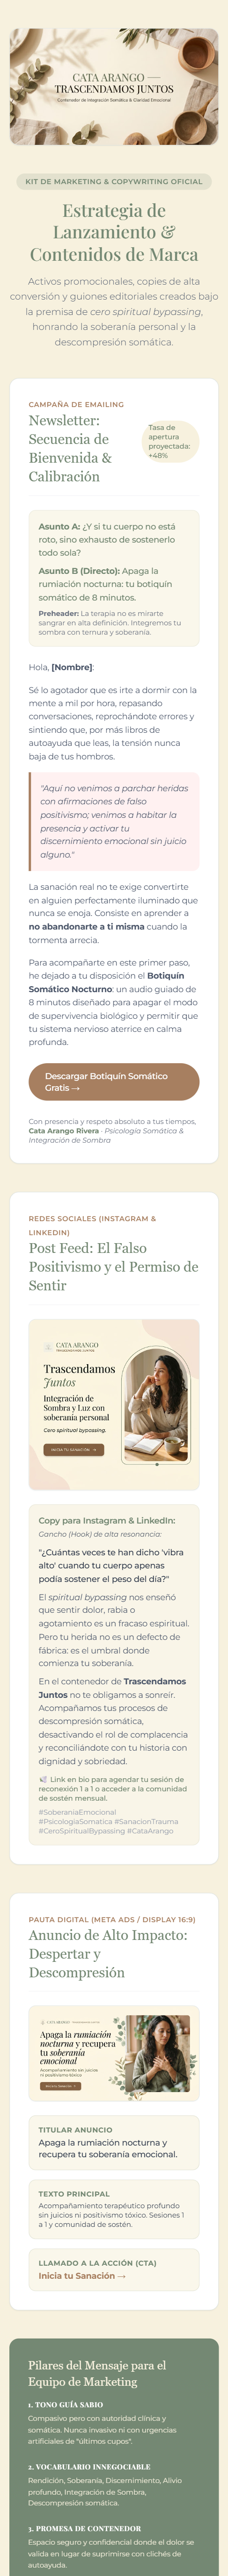 CATA ARANGO —
TRASCENDAMOS JUNTOS
Contenedor de Integración Somática & Claridad Emocional
KIT DE MARKETING & COPYWRITING OFICIAL
Estrategia de
Lanzamiento &
Contenidos de Marca
Activos promocionales, copies de alta
conversión y guiones editoriales creados bajo
la premisa de cero spiritual bypassing,
honrando la soberanía personal y la
descompresión somática.
CAMPAÑA DE EMAILING
Newsletter:
Secuencia de
Bienvenida &
Calibración
Tasa de
apertura
proyectada:
+48%
Asunto A: ¿Y si tu cuerpo no está
roto, sino exhausto de sostenerlo
todo sola?
Asunto B (Directo): Apaga la
rumiación nocturna: tu botiquín
somático de 8 minutos.
Preheader: La terapia no es mirarte
sangrar en alta definición. Integremos tu
sombra con ternura y soberanía.
Hola, [Nombre]:
Sé lo agotador que es irte a dormir con la
mente a mil por hora, repasando
conversaciones, reprochándote errores y
sintiendo que, por más libros de
autoayuda que leas, la tensión nunca
baja de tus hombros.
"Aquí no venimos a parchar heridas
con afirmaciones de falso
positivismo; venimos a habitar la
presencia y activar tu
discernimiento emocional sin juicio
alguno."
La sanación real no te exige convertirte
en alguien perfectamente iluminado que
nunca se enoja. Consiste en aprender a
no abandonarte a ti misma cuando la
tormenta arrecia.
Para acompañarte en este primer paso,
he dejado a tu disposición el Botiquín
Somático Nocturno: un audio guiado de
8 minutos diseñado para apagar el modo
de supervivencia biológico y permitir que
tu sistema nervioso aterrice en calma
profunda.
Descargar Botiquín Somático
Gratis →
Con presencia y respeto absoluto a tus tiempos,
Cata Arango Rivera · Psicología Somática &
Integración de Sombra
REDES SOCIALES (INSTAGRAM &
LINKEDIN)
Post Feed: El Falso
Positivismo y el Permiso de
Sentir
CATA ARANGO
TRASCENDAMOS JUNTOS
Trascendamos
Juntos
Integración de
Sombra y Luz con
soberanía personal
Cero spiritual bypassing.
INICIA TU SANACIÓN →
Copy para Instagram & LinkedIn:
Gancho (Hook) de alta resonancia:
"¿Cuántas veces te han dicho 'vibra
alto' cuando tu cuerpo apenas
podía sostener el peso del día?"
El spiritual bypassing nos enseñó
que sentir dolor, rabia o
agotamiento es un fracaso espiritual.
Pero tu herida no es un defecto de
fábrica: es el umbral donde
comienza tu soberanía.
En el contenedor de Trascendamos
Juntos no te obligamos a sonreír.
Acompañamos tus procesos de
descompresión somática,
desactivando el rol de complacencia
y reconciliándote con tu historia con
dignidad y sobriedad.
Link en bio para agendar tu sesión de
reconexión 1 a 1 o acceder a la comunidad
de sostén mensual.
#SoberaníaEmocional
#PsicologiaSomatica #SanacionTrauma
#CeroSpiritualBypassing #CataArango
PAUTA DIGITAL (META ADS / DISPLAY 16:9)
Anuncio de Alto Impacto:
Despertar y
Descompresión
CATA ARANGO
Apaga la rumiación
nocturna y recupera
tu soberanía
emocional
Acompañamiento sin juicios
ni positivismo tóxico.
TITULAR ANUNCIO
Apaga la rumiación nocturna y
recupera tu soberanía emocional.
TEXTO PRINCIPAL
Acompañamiento terapéutico profundo
sin juicios ni positivismo tóxico. Sesiones 1
a 1 y comunidad de sostén.
LLAMADO A LA ACCIÓN (CTA)
Inicia tu Sanación →
Pilares del Mensaje para el
Equipo de Marketing
1. TONO GUÍA SABIO
Compasivo pero con autoridad clínica y
somática. Nunca invasivo ni con urgencias
artificiales de "últimos cupos".
2. VOCABULARIO INNEGOCIABLE
Rendición, Soberanía, Discernimiento, Alivio
profundo, Integración de Sombra,
Descompresión somática.
3. PROMESA DE CONTENEDOR
Espacio seguro y confidencial donde el dolor se
valida en lugar de suprimirse con clichés de
autoayuda.